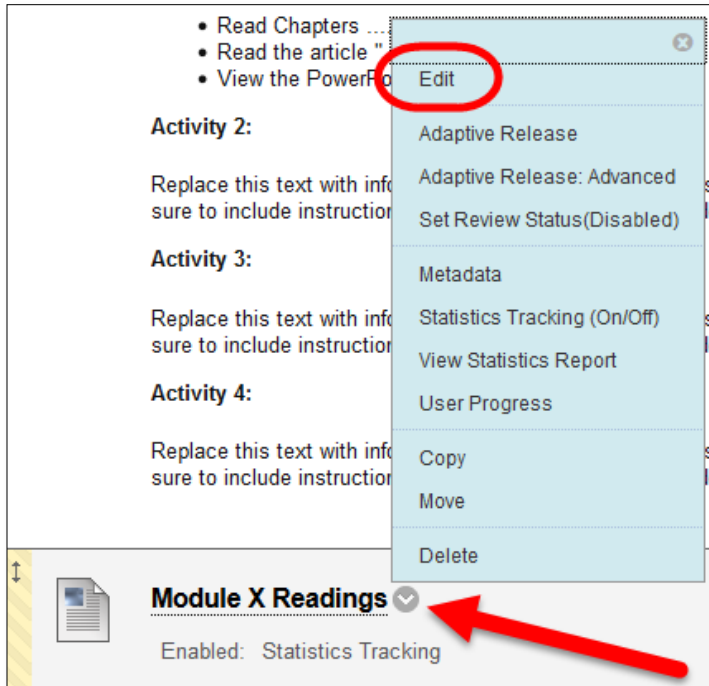 Read Chapters ....
Read the article "
View the PowerPo
Edit
Activity 2:
Adaptive Release
Adaptive Release: Advanced
Replace this text with info
sure to include instruction
Set Review Status(Disabled)
Activity 3:
Metadata
Replace this text with info
sure to include instruction
Statistics Tracking (On/Off)
View Statistics Report
Activity 4:
User Progress
Replace this text with info
sure to include instruction
Copy
Move
Delete
Module X Readings
Enabled: Statistics Tracking